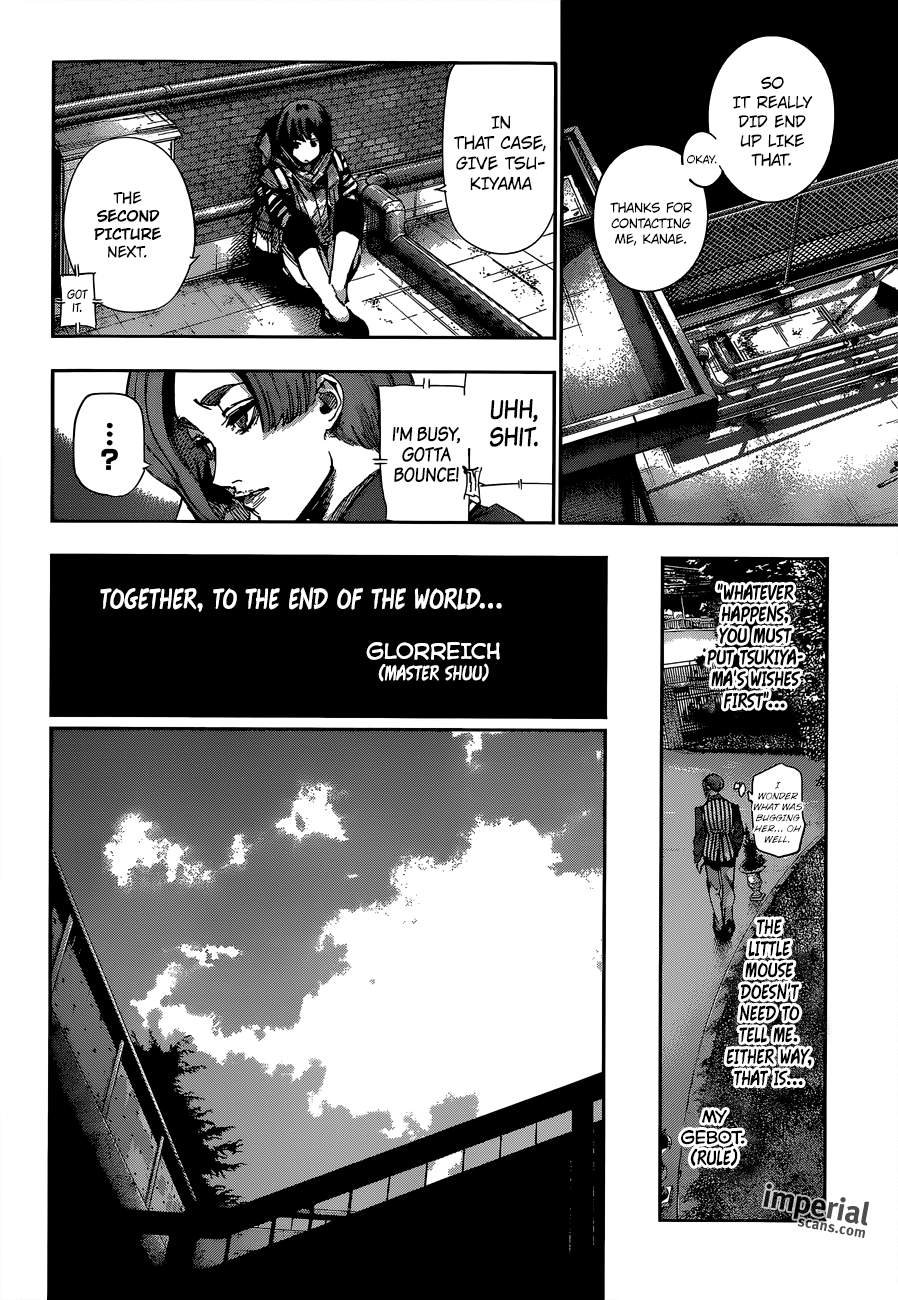 SO
IT REALLY
DID END
UP LIKE
THAT.
OKAY.
THANKS FOR
CONTACTING
ME, KANAE.
IN
THAT CASE,
GIVE TSU-
KIYAMA
THE
SECOND
PICTURE
NEXT.
GOT
IT.
UHH,
SHIT.
I'M BUSY,
GOTTA
BOUNCE!
...?
"WHATEVER
HAPPENS,
YOU MUST
PUT TSUKIYA-
MA'S WISHES
FIRST"...
I
WONDER
WHAT WAS
BUGGING
HER... OH
WELL.
THE
LITTLE
MOUSE
DOESN'T
NEED TO
TELL ME.
EITHER WAY,
THAT IS...
MY
GEBOT.
(RULE)
TOGETHER, TO THE END OF THE WORLD...
GLORREICH
(MASTER SHUU)
imperial
scans.com